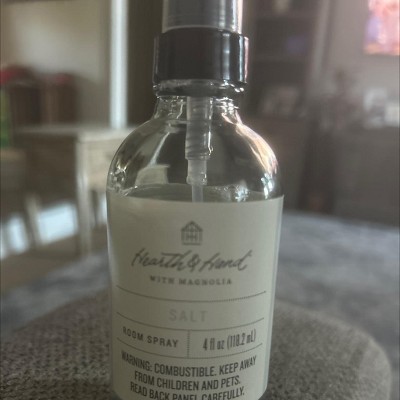 Hearth & Hand
WITH MAGNOLIA
SALT
ROOM SPRAY
4 fl oz (118.2 mL)
WARNING: COMBUSTIBLE. KEEP AWAY
FROM CHILDREN AND PETS.
READ BACK PANEL CAREFULLY.